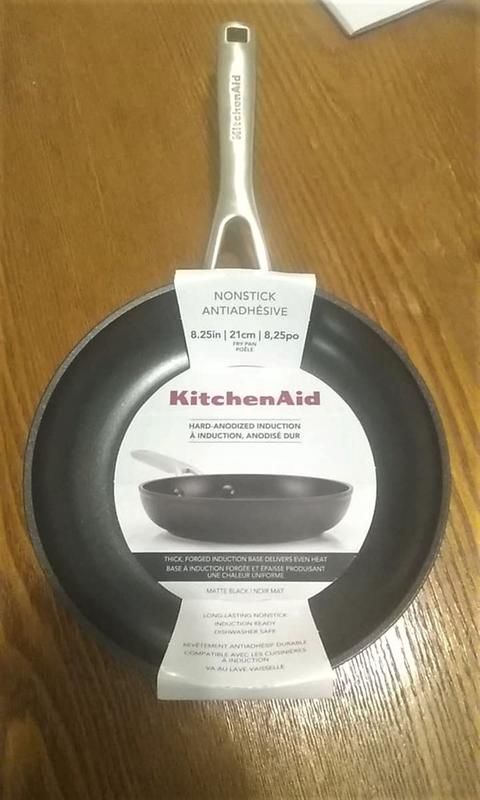 KitchenAid
NONSTICK
ANTIADHÉSIVE
8.25in | 21cm | 8,25po
FRY PAN
POÊLE
KitchenAid
HARD-ANODIZED INDUCTION
À INDUCTION, ANODISÉ DUR
THICK, FORGED INDUCTION BASE DELIVERS EVEN HEAT
BASE À INDUCTION FORGÉE ET ÉPAISSE PRODUISANT
UNE CHALEUR UNIFORME
MATTE BLACK / NOIR MAT
LONG-LASTING NONSTICK
INDUCTION READY
DISHWASHER SAFE
REVÊTEMENT ANTIADHÉSIF DURABLE
COMPATIBLE AVEC LES CUISINIÈRES
À INDUCTION
VA AU LAVE-VAISSELLE